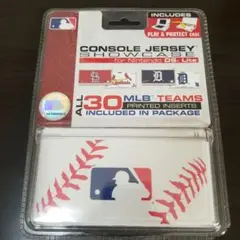 INCLUDES
PLAY & PROTECT CASE
CONSOLE JERSEY
SHOWCASE
for Nintendo DS Lite
ALL 30 MLB TEAMS
PRINTED INSERTS
INCLUDED IN PACKAGE